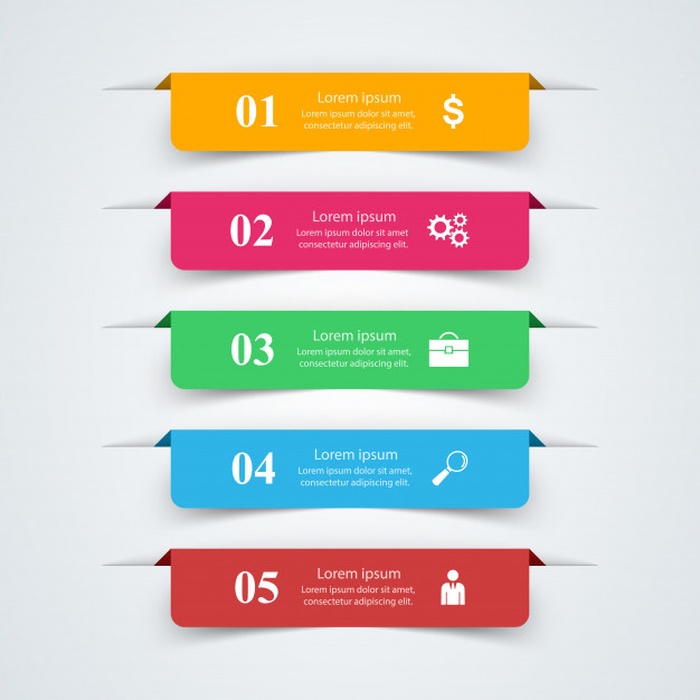 01
Lorem ipsum
Lorem ipsum dolor sit amet,
consectetur adipiscing elit.
$
02
Lorem ipsum
Lorem ipsum dolor sit amet
consectetur adipiscing elit.
03
Lorem ipsum
Lorem ipsum dolor sit amet,
consectetur adipiscing elit.
04
Lorem ipsum
Lorem ipsum dolor sit amet,
consectetur adipiscing elit.
05
Lorem ipsum
Lorem ipsum dolor sit amet,
consectetur adipiscing elit.